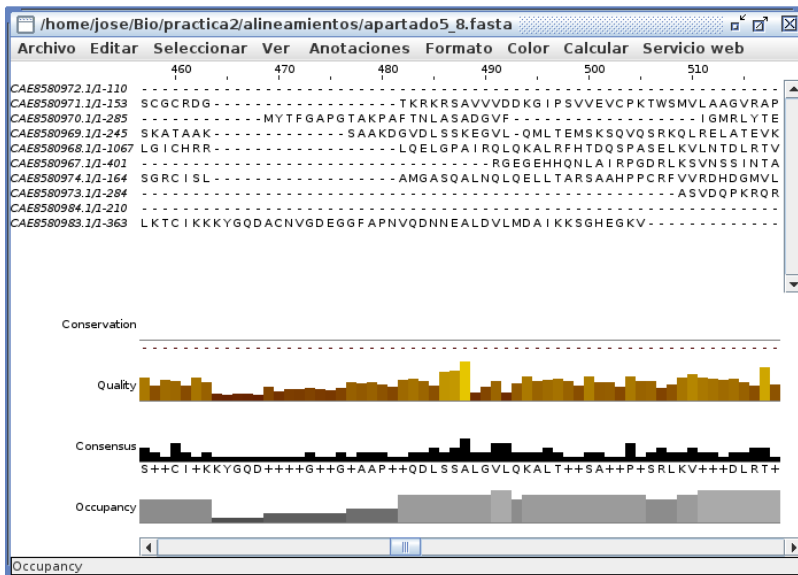 /home/jose/Bio/practica2/alineamientos/apartado5_8.fasta
Archivo Editar Seleccionar Ver Anotaciones Formato Color Calcular Servicio web
460 470 480 490 500 510
CAE8580972.1/1-110 --------------------------------------------------------------
CAE8580971.1/1-153 SCGCRDG------------------TKRKRSAVVVDDKGIPSVVEVCPKTWSMVLAAGVRAP
CAE8580970.1/1-285 ------------MYTFGAPGTAKPAFTNLASADGVF------------------IGMRLYTE
CAE8580969.1/1-245 SKATAAK-------------SAAKDGVDLSSKEGVL-QMLTEMSKSQVQSRKQLRELATEVK
CAE8580968.1/1-1067 LGICHRR------------------LQELGPAIRQLQKALRFHTDQSPASELKVLNTDLRTV
CAE8580967.1/1-401 ----------------------------------RGEGEHHQNLAIRPGDRLKSVNSSINTA
CAE8580974.1/1-164 SGRCISL------------------AMGASQALNQLQELLTARSAAHPPCRFVVRDHDGMVL
CAE8580973.1/1-284 ----------------------------------------------------ASVDQPKRQR
CAE8580984.1/1-210 --------------------------------------------------------------
CAE8580983.1/1-363 LKTCIKKKYGQDACNVGDEGGFAPNVQDNNEALDVLMDAIKKSGHEGKV-------------
Conservation
--------------------------------------------------------------
Quality
Consensus
S++CI+KKYGQD++++G++G+AAP++QDLSSALGVLQKALT++SA++P+SRLKV+++DLRT+
Occupancy
Occupancy